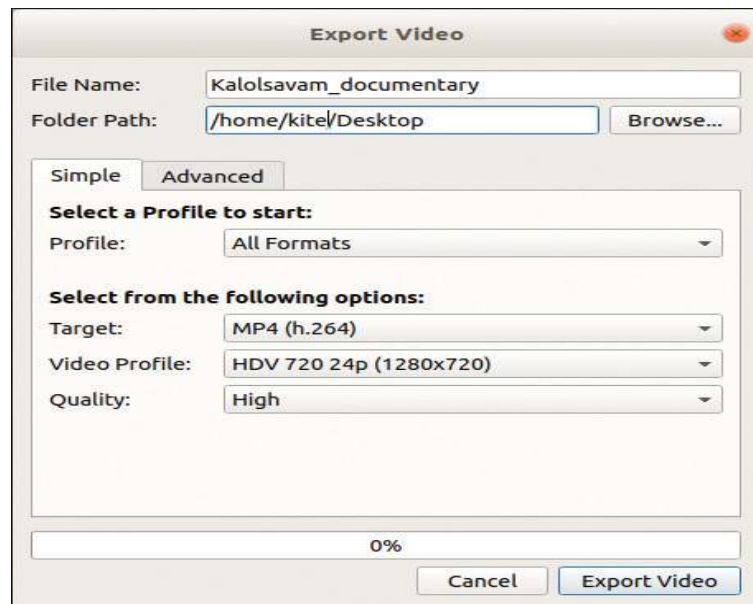 Export Video
File Name: Kalolsavam_documentary
Folder Path: /home/kite/Desktop Browse...
Simple Advanced
Select a Profile to start:
Profile: All Formats
Select from the following options:
Target: MP4 (h.264)
Video Profile: HDV 720 24p (1280x720)
Quality: High
0%
Cancel Export Video